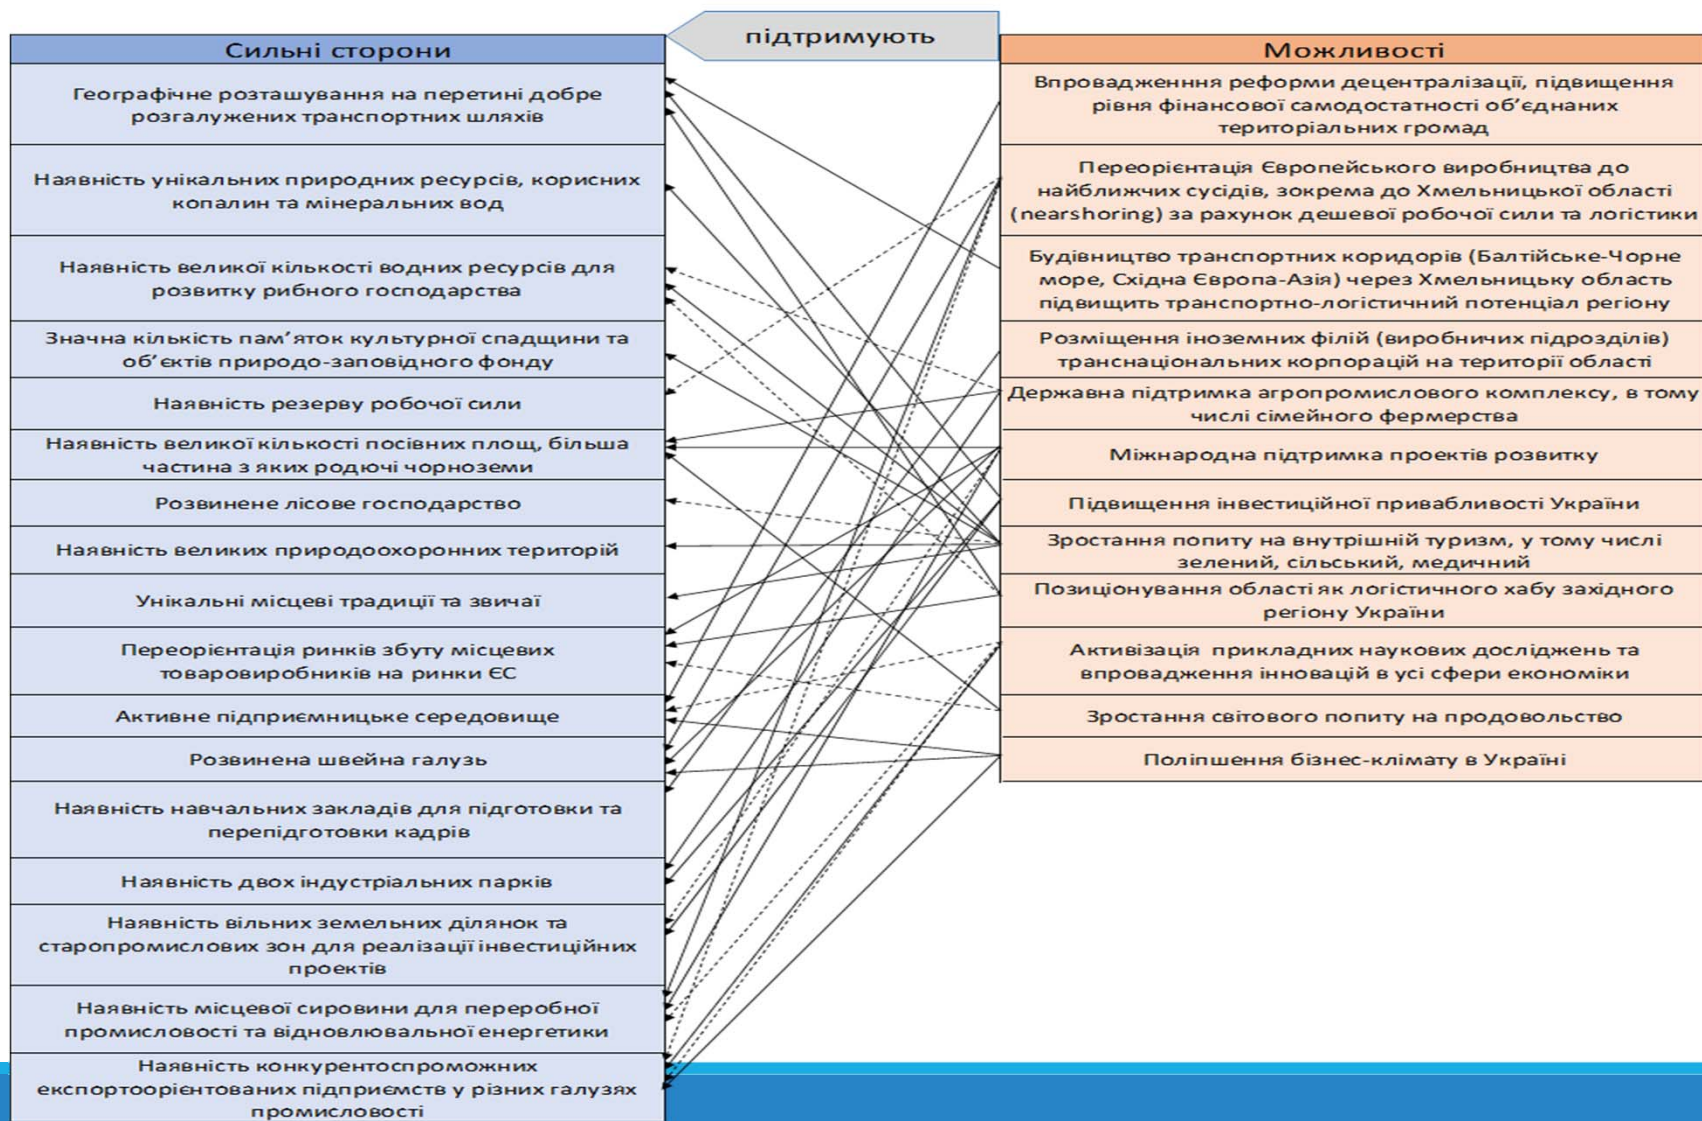 підтримують
Сильні сторони
Географічне розташування на перетині добре
розгалужених транспортних шляхів
Наявність унікальних природних ресурсів, корисних
копалин та мінеральних вод
Наявність великої кількості водних ресурсів для
розвитку рибного господарства
Значна кількість пам’яток культурної спадщини та
об’єктів природо-заповідного фонду
Наявність резерву робочої сили
Наявність великої кількості посівних площ, більша
частина з яких родючі чорноземи
Розвинене лісове господарство
Наявність великих природоохоронних територій
Унікальні місцеві традиції та звичаї
Переорієнтація ринків збуту місцевих
товаровиробників на ринки ЄС
Активне підприємницьке середовище
Розвинена швейна галузь
Наявність навчальних закладів для підготовки та
перепідготовки кадрів
Наявність двох індустріальних парків
Наявність вільних земельних ділянок та
старопромислових зон для реалізації інвестиційних
проектів
Наявність місцевої сировини для переробної
промисловості та відновлювальної енергетики
Наявність конкурентоспроможних
експортоорієнтованих підприємств у різних галузях
промисловості
Можливості
Впровадженння реформи децентралізації, підвищення
рівня фінансової самодостатності об’єднаних
територіальних громад
Переорієнтація Європейського виробництва до
найближчих сусідів, зокрема до Хмельницької області
(nearshoring) за рахунок дешевої робочої сили та логістики
Будівництво транспортних коридорів (Балтійське-Чорне
море, Східна Європа-Азія) через Хмельницьку область
підвищить транспортно-логістичний потенціал регіону
Розміщення іноземних філій (виробничих підрозділів)
транснаціональних корпорацій на території області
Державна підтримка агропромислового комплексу, в тому
числі сімейного фермерства
Міжнародна підтримка проектів розвитку
Підвищення інвестиційної привабливості України
Зростання попиту на внутрішній туризм, у тому числі
зелений, сільський, медичний
Позиціонування області як логістичного хабу західного
регіону України
Активізація прикладних наукових досліджень та
впровадження інновацій в усі сфери економіки
Зростання світового попиту на продовольство
Поліпшення бізнес-клімату в Україні